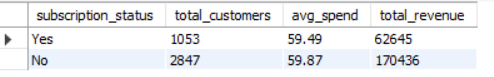 subscription_status total_customers avg_spend total_revenue
Yes 1053 59.49 62645
No 2847 59.87 170436